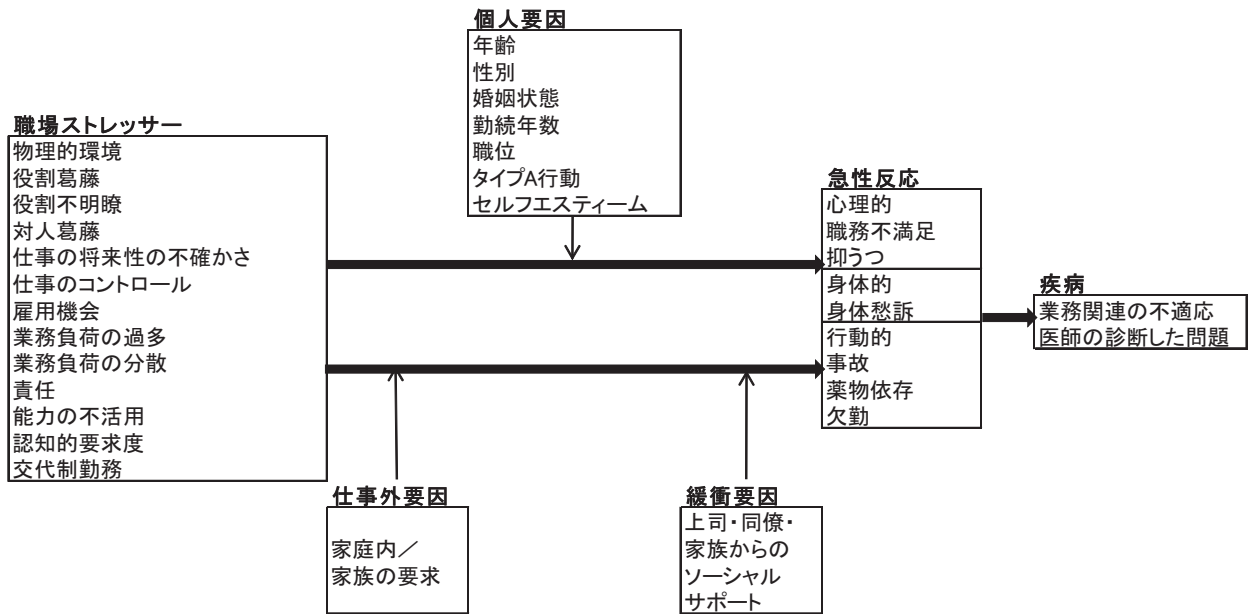 個人要因
年齢
性別
婚姻状態
勤続年数
職位
タイプA行動
セルフエスティーム
職場ストレッサー
物理的環境
役割葛藤
役割不明瞭
対人葛藤
仕事の将来性の不確かさ
仕事のコントロール
雇用機会
業務負荷の過多
業務負荷の分散
責任
能力の不活用
認知的要求度
交代制勤務
急性反応
心理的
職務不満足
抑うつ
身体的
身体愁訴
行動的
事故
薬物依存
欠勤
疾病
業務関連の不適応
医師の診断した問題
仕事外要因
家庭内／
家族の要求
緩衝要因
上司・同僚・
家族からの
ソーシャル
サポート